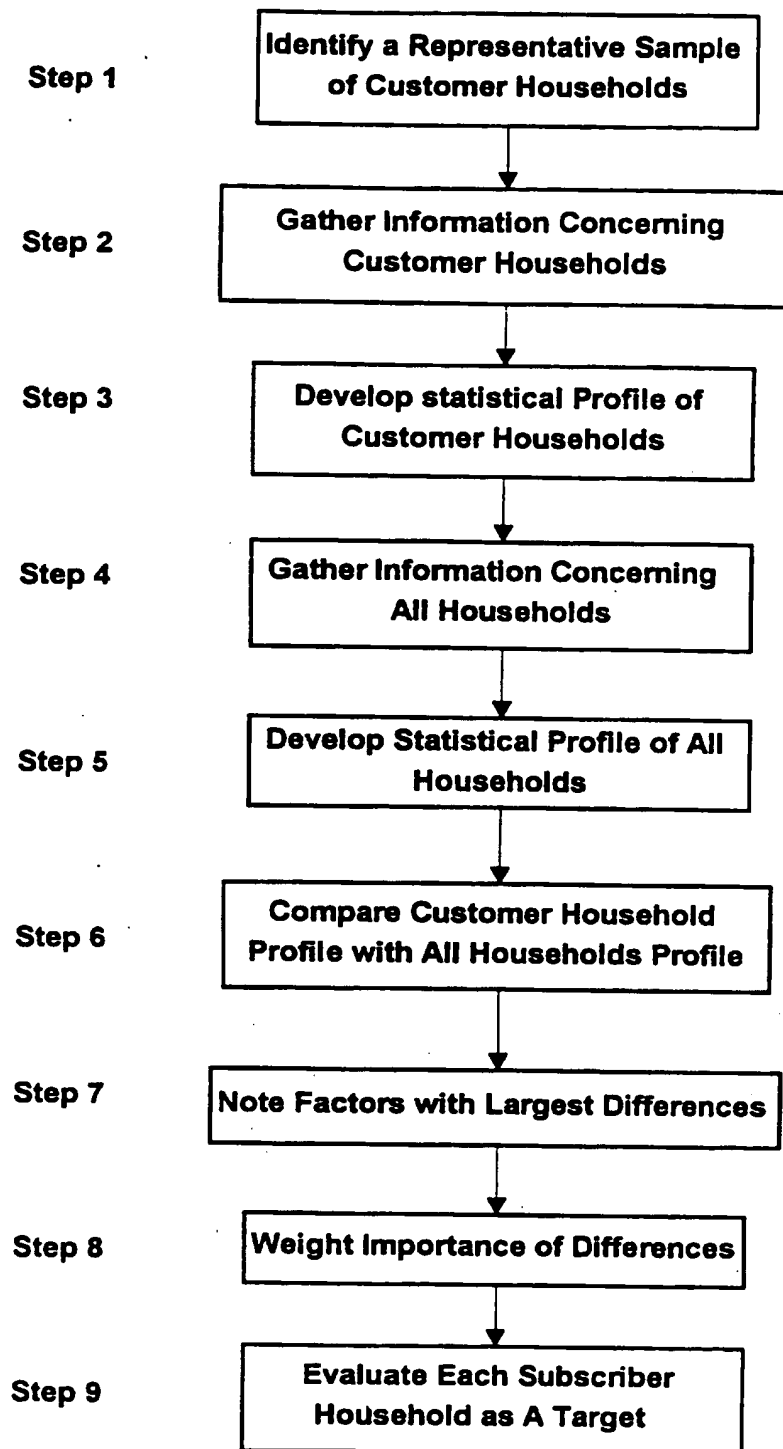 Step 1
Identify a Representative Sample
of Customer Households
Step 2
Gather Information Concerning
Customer Households
Step 3
Develop statistical Profile of
Customer Households
Step 4
Gather Information Concerning
All Households
Step 5
Develop Statistical Profile of All
Households
Step 6
Compare Customer Household
Profile with All Households Profile
Step 7
Note Factors with Largest Differences
Step 8
Weight Importance of Differences
Step 9
Evaluate Each Subscriber
Household as A Target